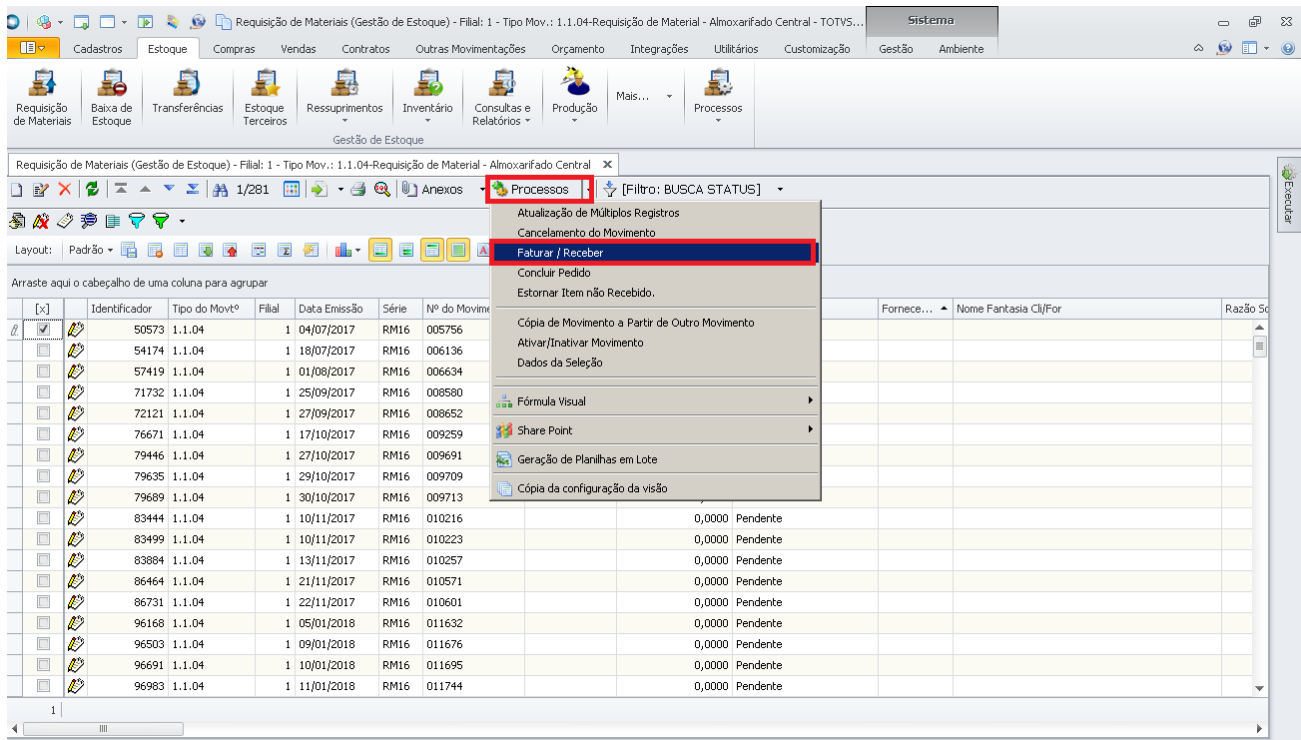 Requisição de Materiais (Gestão de Estoque) - Filial: 1 - Tipo Mov.: 1.1.04-Requisição de Material - Almoxarifado Central - TOTVS...
Sistema
Cadastros Estoque Compras Vendas Contratos Outras Movimentações Orçamento Integrações Utilitários Customização Gestão Ambiente
Requisição de Materiais
Baixa de Estoque
Transferências
Estoque Terceiros
Ressuprimentos
Inventário
Consultas e Relatórios
Produção
Mais...
Processos
Gestão de Estoque
Requisição de Materiais (Gestão de Estoque) - Filial: 1 - Tipo Mov.: 1.1.04-Requisição de Material - Almoxarifado Central X
Executar
1/281 Anexos Processos [Filtro: BUSCA STATUS]
Layout: Padrão
Arraste aqui o cabeçalho de uma coluna para agrupar
Atualização de Múltiplos Registros
Cancelamento do Movimento
Faturar / Receber
Concluir Pedido
Estornar Item não Recebido.
Cópia de Movimento a Partir de Outro Movimento
Ativar/Inativar Movimento
Dados da Seleção
Fórmula Visual
Share Point
Geração de Planilhas em Lote
Cópia da configuração da visão
[x] Identificador Tipo do Movtº Filial Data Emissão Série Nº do Movime Fornece... Nome Fantasia Cli/For Razão So
50573 1.1.04 1 04/07/2017 RM16 005756
54174 1.1.04 1 18/07/2017 RM16 006136
57419 1.1.04 1 01/08/2017 RM16 006634
71732 1.1.04 1 25/09/2017 RM16 008580
72121 1.1.04 1 27/09/2017 RM16 008652
76671 1.1.04 1 17/10/2017 RM16 009259
79446 1.1.04 1 27/10/2017 RM16 009691
79635 1.1.04 1 29/10/2017 RM16 009709
79689 1.1.04 1 30/10/2017 RM16 009713
83444 1.1.04 1 10/11/2017 RM16 010216 0,0000 Pendente
83499 1.1.04 1 10/11/2017 RM16 010223 0,0000 Pendente
83884 1.1.04 1 13/11/2017 RM16 010257 0,0000 Pendente
86464 1.1.04 1 21/11/2017 RM16 010571 0,0000 Pendente
86731 1.1.04 1 22/11/2017 RM16 010601 0,0000 Pendente
96168 1.1.04 1 05/01/2018 RM16 011632 0,0000 Pendente
96503 1.1.04 1 09/01/2018 RM16 011676 0,0000 Pendente
96691 1.1.04 1 10/01/2018 RM16 011695 0,0000 Pendente
96983 1.1.04 1 11/01/2018 RM16 011744 0,0000 Pendente
1